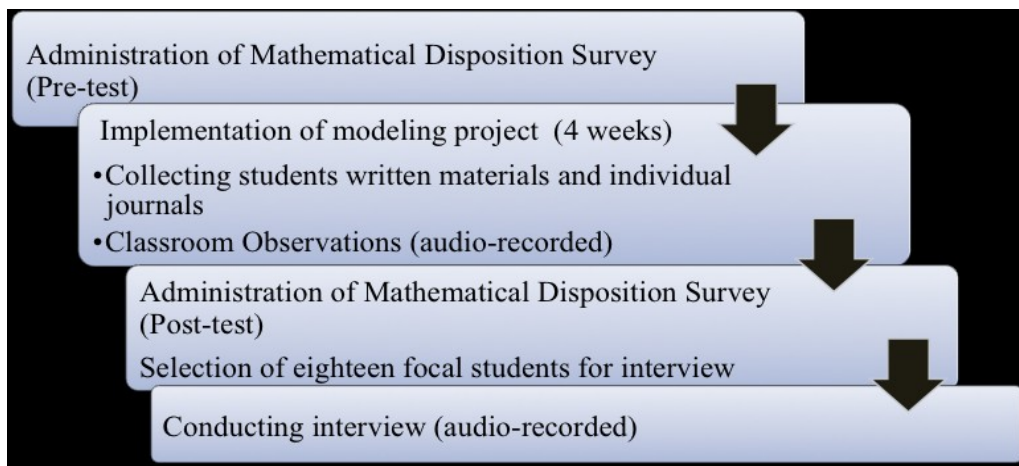 Administration of Mathematical Disposition Survey
(Pre-test)
Implementation of modeling project (4 weeks)
•Collecting students written materials and individual
journals
•Classroom Observations (audio-recorded)
Administration of Mathematical Disposition Survey
(Post-test)
Selection of eighteen focal students for interview
Conducting interview (audio-recorded)